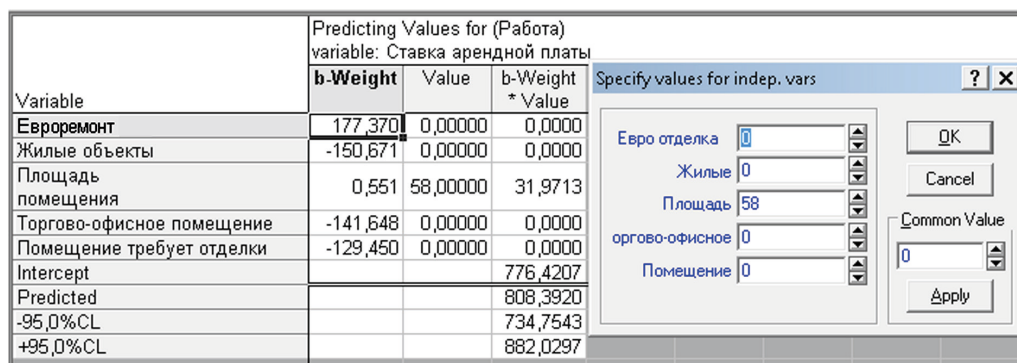 Predicting Values for (Работа)
variable: Ставка арендной платы
Variable b-Weight Value b-Weight * Value
Евроремонт 177,370 0,00000 0,0000
Жилые объекты -150,671 0,00000 0,0000
Площадь помещения 0,551 58,00000 31,9713
Торгово-офисное помещение -141,648 0,00000 0,0000
Помещение требует отделки -129,450 0,00000 0,0000
Intercept 776,4207
Predicted 808,3920
-95,0%CL 734,7543
+95,0%CL 882,0297
Specify values for indep. vars ? X
Евро отделка 0
Жилые 0
Площадь 58
оргово-офисное 0
Помещение 0
OK
Cancel
Common Value
0
Apply